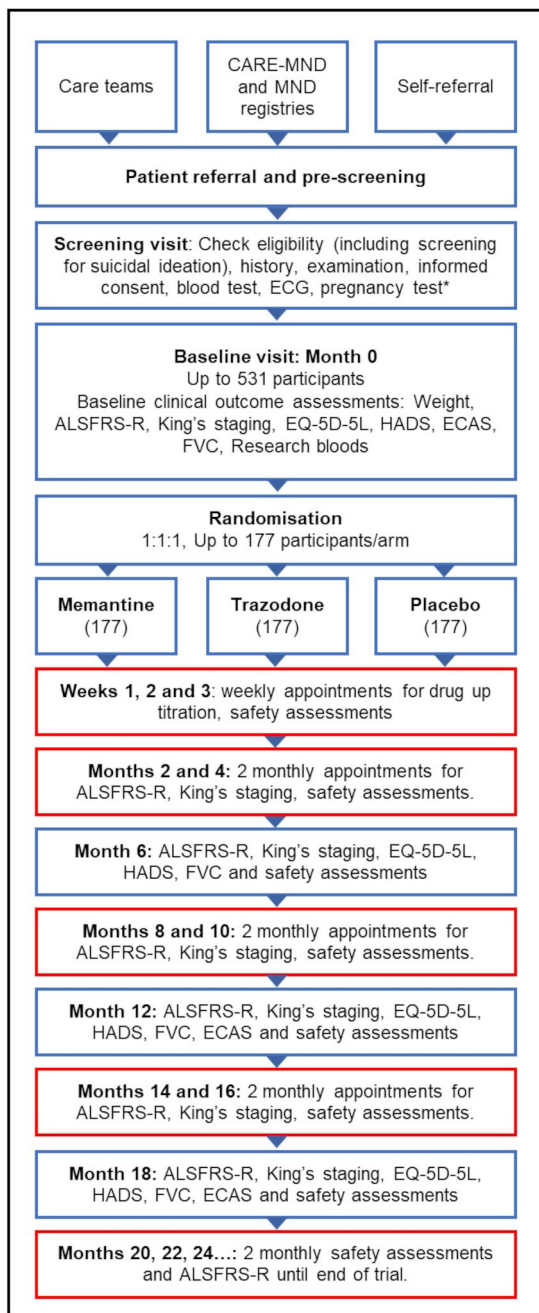 Care teams
CARE-MND
and MND
registries
Self-referral
Patient referral and pre-screening
Screening visit: Check eligibility (including screening
for suicidal ideation), history, examination, informed
consent, blood test, ECG, pregnancy test*
Baseline visit: Month 0
Up to 531 participants
Baseline clinical outcome assessments: Weight,
ALSFRS-R, King's staging, EQ-5D-5L, HADS, ECAS,
FVC, Research bloods
Randomisation
1:1:1, Up to 177 participants/arm
Memantine
(177)
Trazodone
(177)
Placebo
(177)
Weeks 1, 2 and 3: weekly appointments for drug up
titration, safety assessments
Months 2 and 4: 2 monthly appointments for
ALSFRS-R, King's staging, safety assessments.
Month 6: ALSFRS-R, King's staging, EQ-5D-5L,
HADS, FVC and safety assessments
Months 8 and 10: 2 monthly appointments for
ALSFRS-R, King's staging, safety assessments.
Month 12: ALSFRS-R, King's staging, EQ-5D-5L,
HADS, FVC, ECAS and safety assessments
Months 14 and 16: 2 monthly appointments for
ALSFRS-R, King's staging, safety assessments.
Month 18: ALSFRS-R, King's staging, EQ-5D-5L,
HADS, FVC, ECAS and safety assessments
Months 20, 22, 24…: 2 monthly safety assessments
and ALSFRS-R until end of trial.